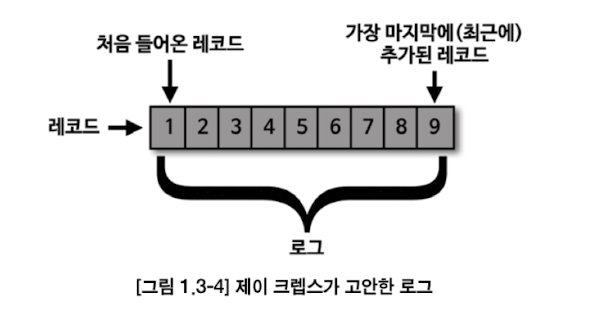 처음 들어온 레코드
가장 마지막에(최근에)
추가된 레코드
레코드
1 2 3 4 5 6 7 8 9
로그
[그림 1.3-4] 제이 크렙스가 고안한 로그